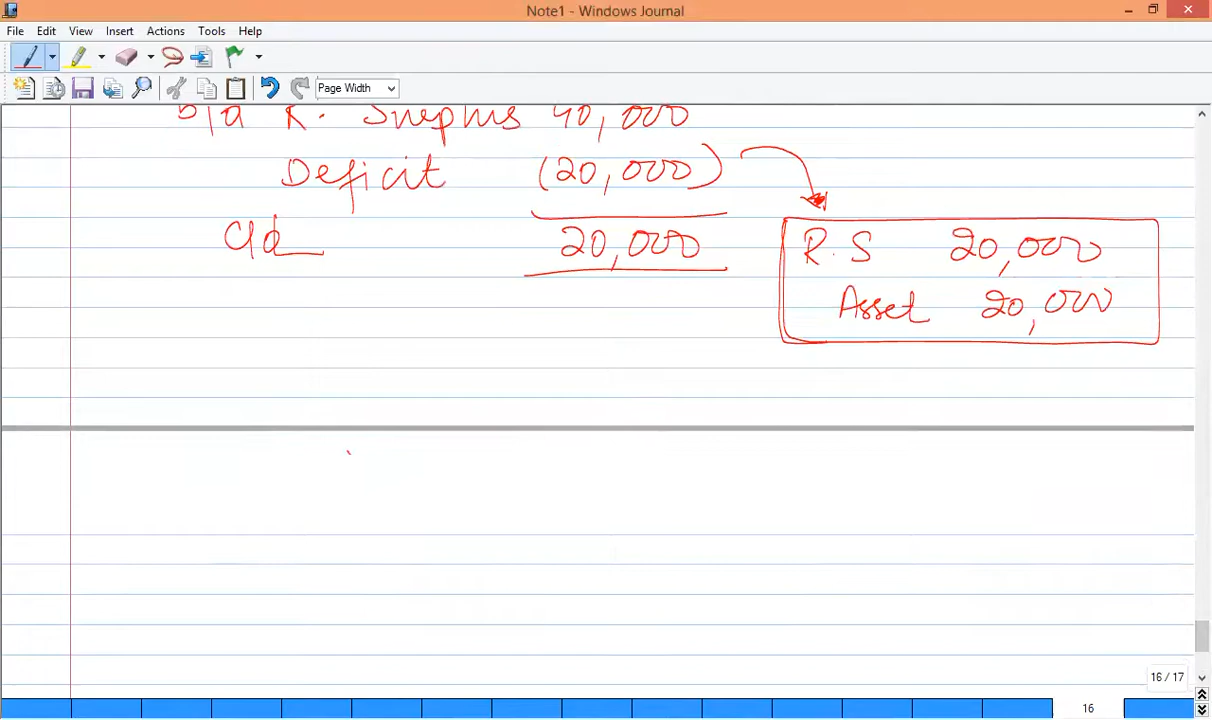 Note1 - Windows Journal
File Edit View Insert Actions Tools Help
Page Width
b/d R. Surplus 40,000
Deficit (20,000)
c/d 20,000
R.S 20,000
Asset 20,000
16 / 17
16